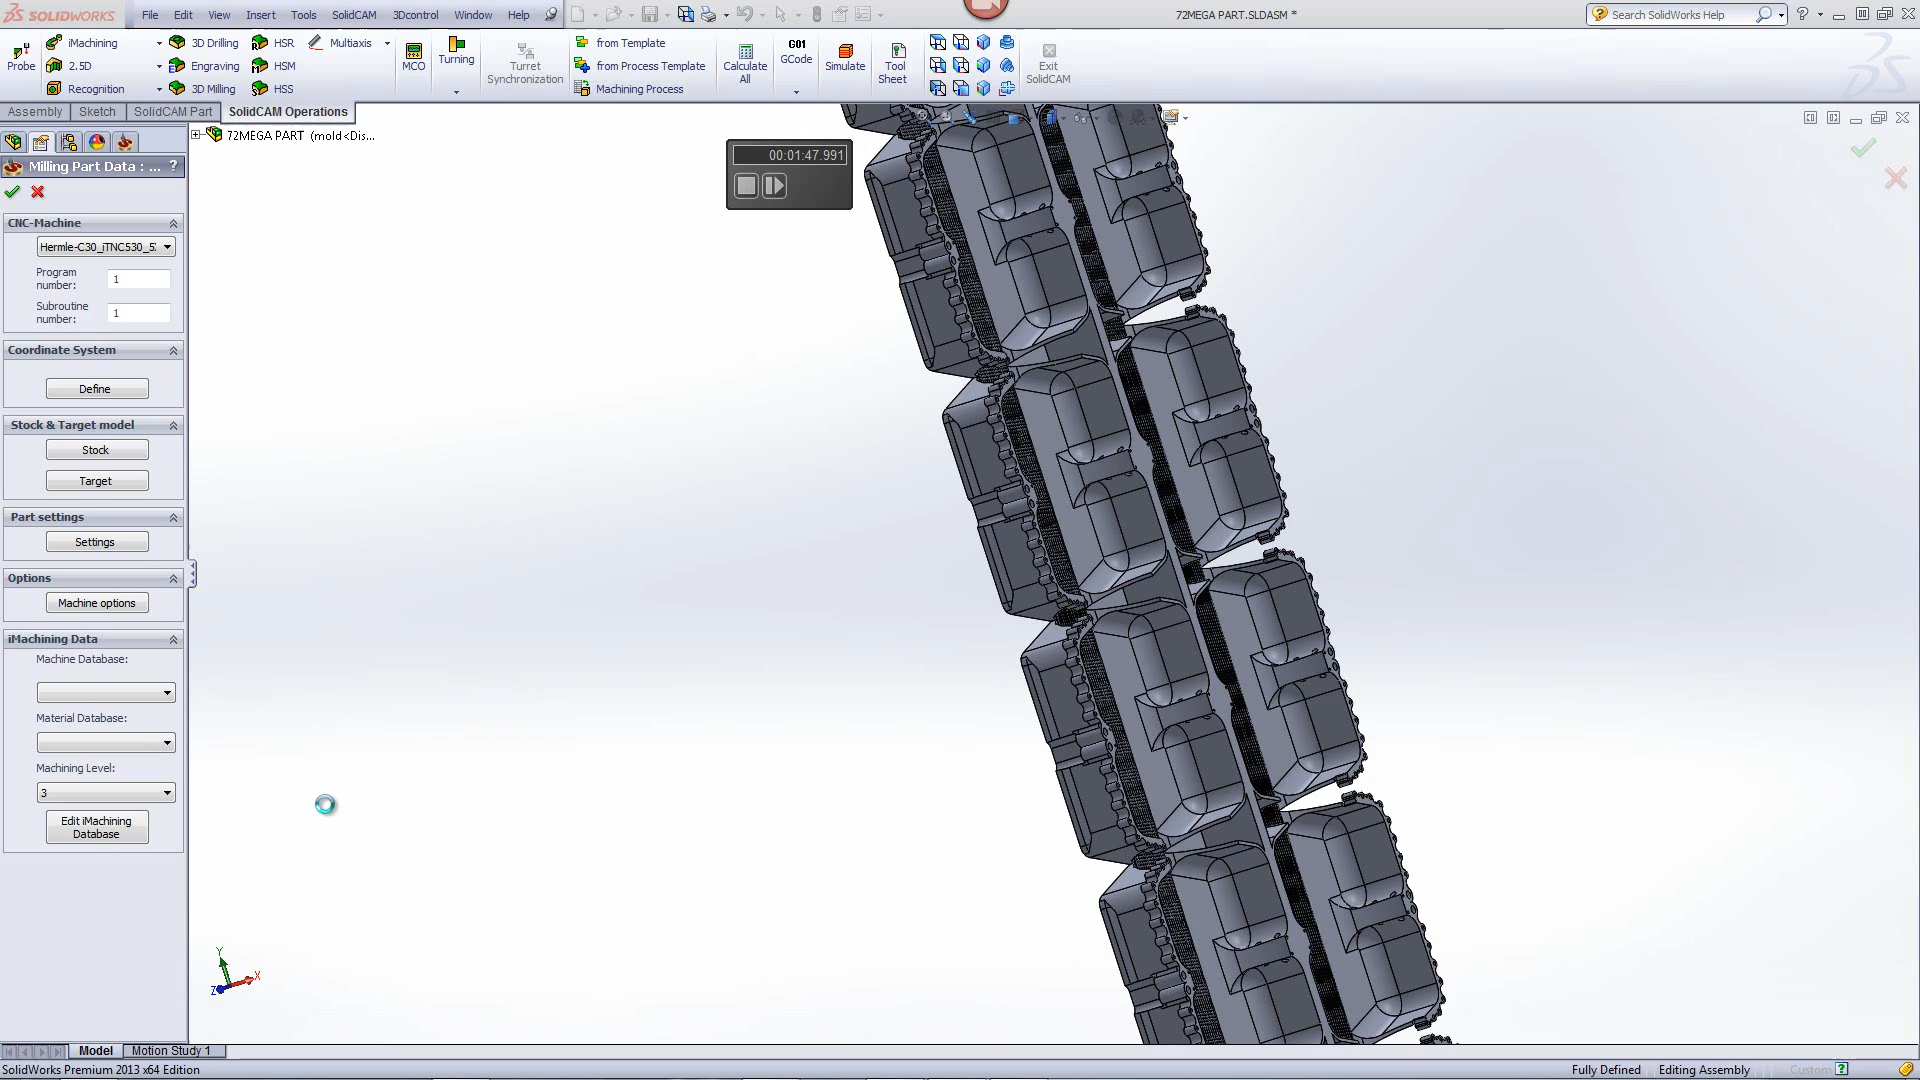 SOLIDWORKS File Edit View Insert Tools SolidCAM 3Dcontrol Window Help 72MEGA PART.SLDASM * Search SolidWorks Help ?
Probe
iMachining
2.5D
Recognition
3D Drilling
Engraving
3D Milling
HSR
HSM
HSS
Multiaxis
MCO
Turning
Turret
Synchronization
from Template
from Process Template
Machining Process
Calculate
All
G01
GCode
Simulate
Tool
Sheet
Exit
SolidCAM
Assembly Sketch SolidCAM Part SolidCAM Operations
72MEGA PART (mold<Dis...
00:01:47.991
Milling Part Data : ... ?
CNC-Machine
Hermle-C30_iTNC530_5
Program
number:
1
Subroutine
number:
1
Coordinate System
Define
Stock & Target model
Stock
Target
Part settings
Settings
Options
Machine options
iMachining Data
Machine Database:
Material Database:
Machining Level:
3
Edit iMachining
Database
Y
X
Z
Model Motion Study 1
SolidWorks Premium 2013 x64 Edition Fully Defined Editing Assembly Custom ?